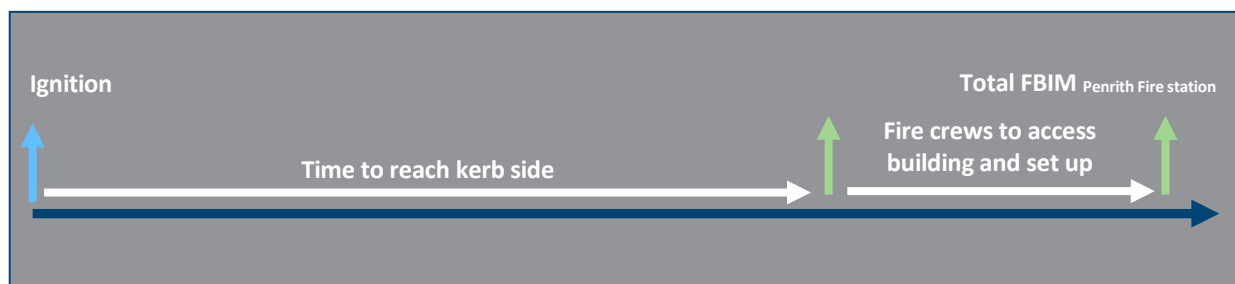 Ignition
Total FBIM Penrith Fire station
Fire crews to access
building and set up
Time to reach kerb side